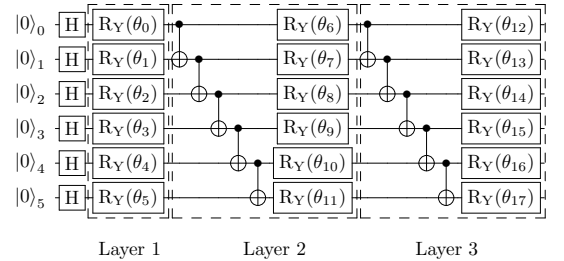 |0⟩₀ H R_Y(θ₀) R_Y(θ₆) R_Y(θ₁₂)
|0⟩₁ H R_Y(θ₁) R_Y(θ₇) R_Y(θ₁₃)
|0⟩₂ H R_Y(θ₂) R_Y(θ₈) R_Y(θ₁₄)
|0⟩₃ H R_Y(θ₃) R_Y(θ₉) R_Y(θ₁₅)
|0⟩₄ H R_Y(θ₄) R_Y(θ₁₀) R_Y(θ₁₆)
|0⟩₅ H R_Y(θ₅) R_Y(θ₁₁) R_Y(θ₁₇)
Layer 1 Layer 2 Layer 3